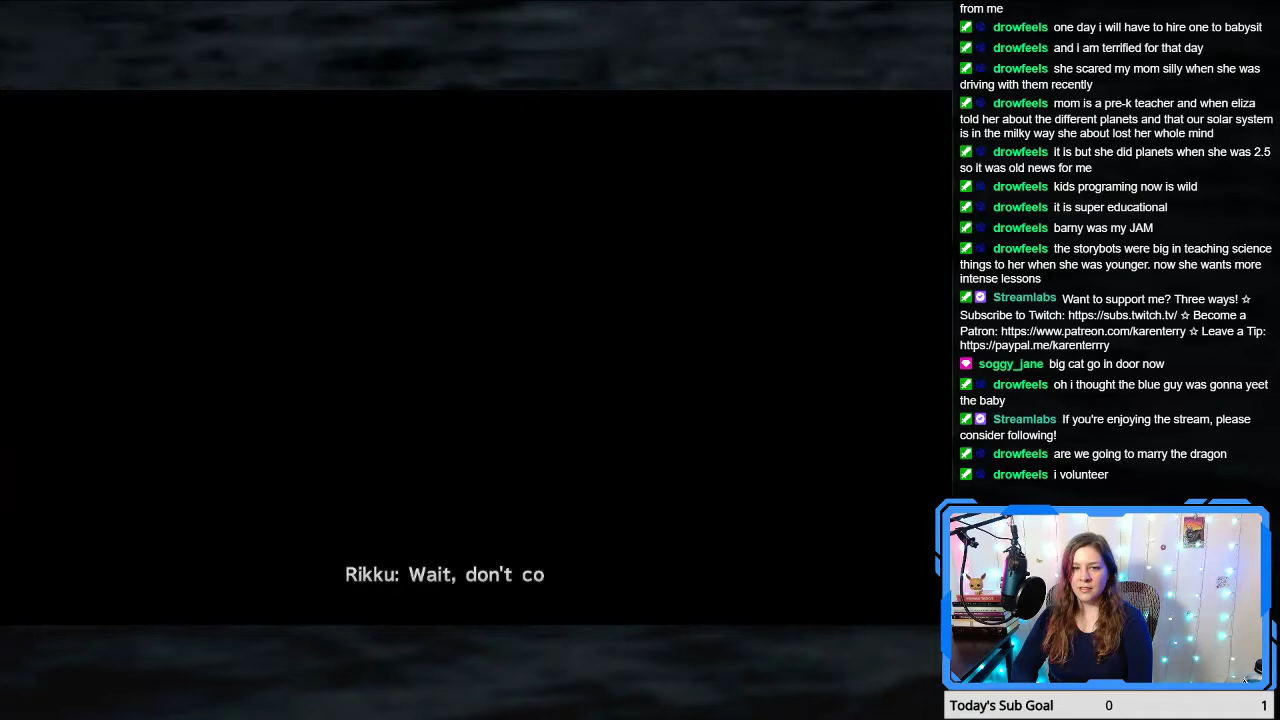 from me
drowfeels one day i will have to hire one to babysit
drowfeels and i am terrified for that day
drowfeels she scared my mom silly when she was
driving with them recently
drowfeels mom is a pre-k teacher and when eliza
told her about the different planets and that our solar system
is in the milky way she about lost her whole mind
drowfeels it is but she did planets when she was 2.5
so it was old news for me
drowfeels kids programing now is wild
drowfeels it is super educational
drowfeels barny was my JAM
drowfeels the storybots were big in teaching science
things to her when she was younger. now she wants more
intense lessons
Streamlabs Want to support me? Three ways! ☆
Subscribe to Twitch: https://subs.twitch.tv/ ☆ Become a
Patron: https://www.patreon.com/karenterry ☆ Leave a Tip:
https://paypal.me/karenterrry
soggy_jane big cat go in door now
drowfeels oh i thought the blue guy was gonna yeet
the baby
Streamlabs If you're enjoying the stream, please
consider following!
drowfeels are we going to marry the dragon
drowfeels i volunteer
Rikku: Wait, don't co
Today's Sub Goal 0 1